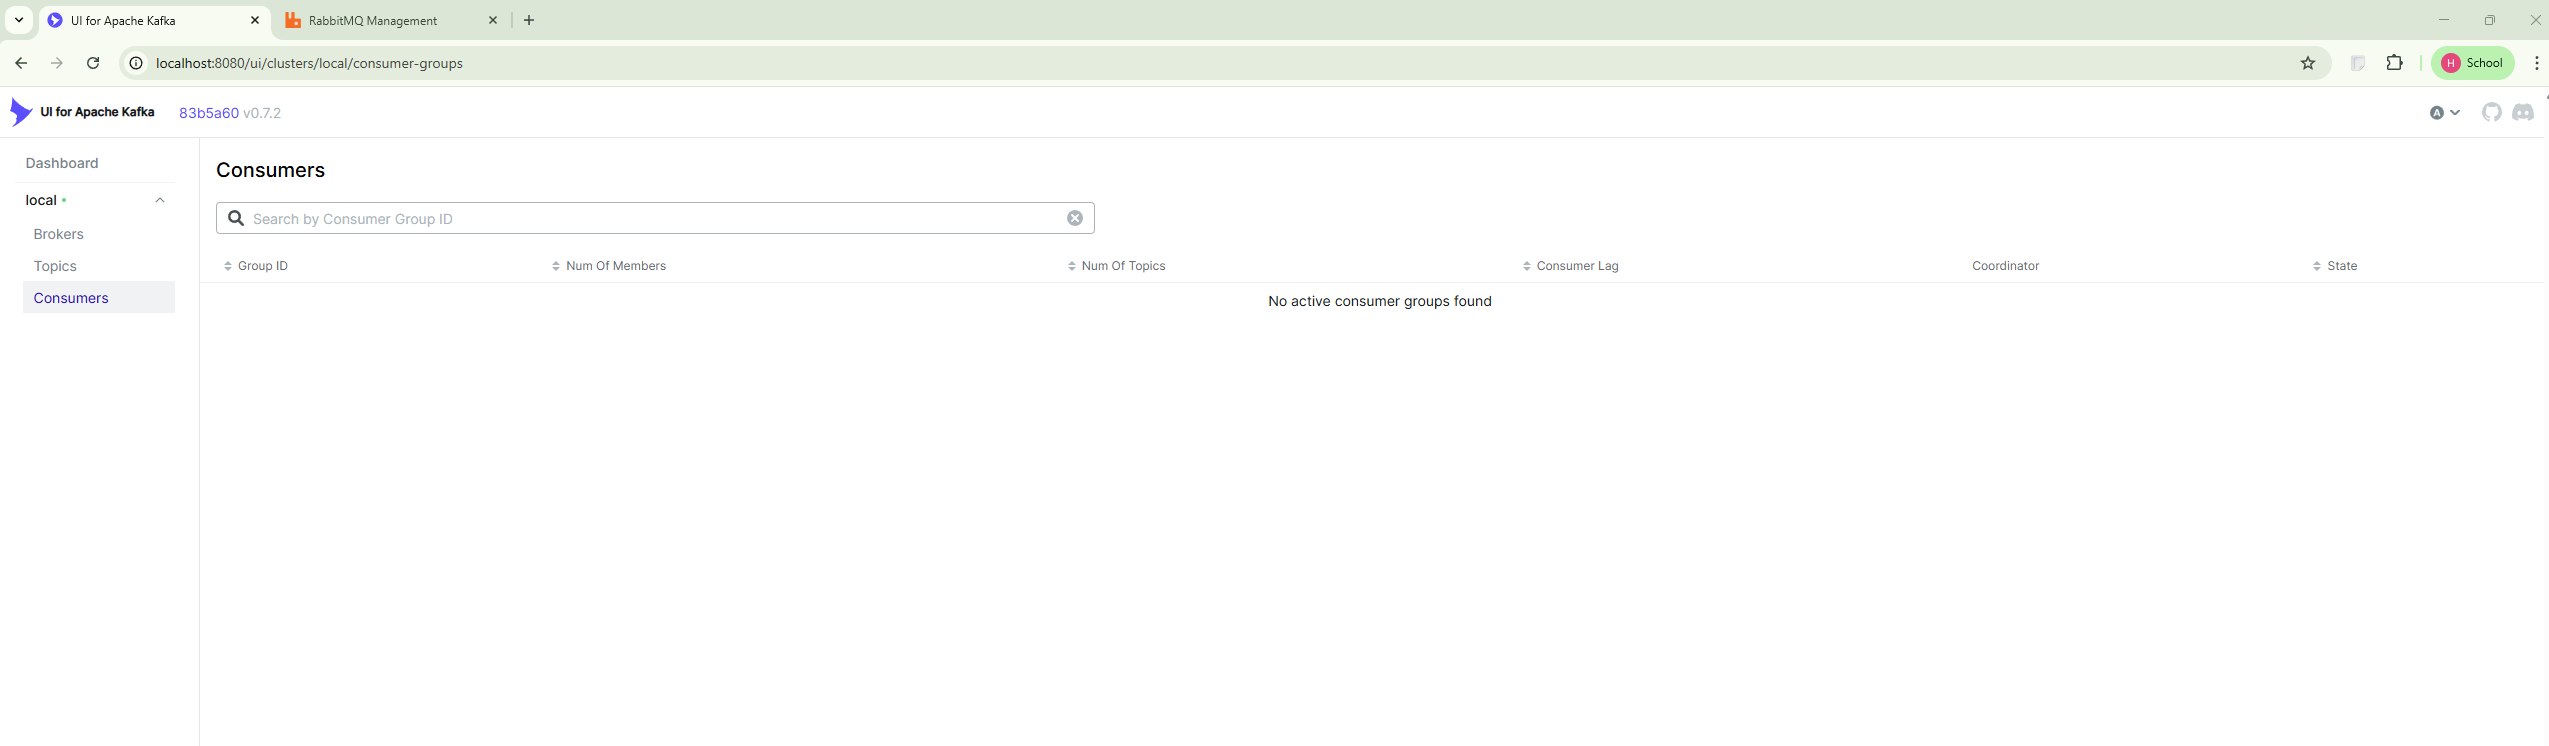 UI for Apache Kafka
RabbitMQ Management
localhost:8080/ui/clusters/local/consumer-groups
H School
UI for Apache Kafka 83b5a60 v0.7.2
A
Dashboard
local
Brokers
Topics
Consumers
Consumers
Search by Consumer Group ID
Group ID Num Of Members Num Of Topics Consumer Lag Coordinator State
No active consumer groups found